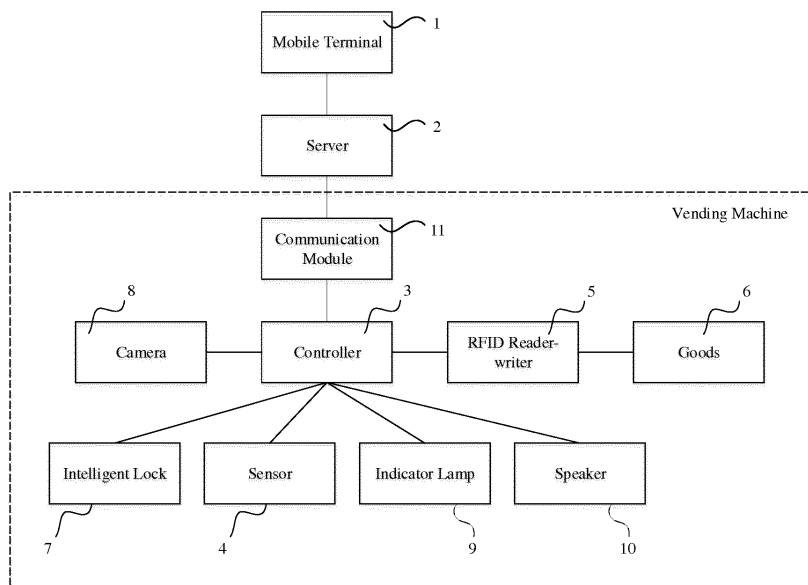 1
Mobile Terminal
2
Server
Vending Machine
11
Communication
Module
8
3
5
6
Camera
Controller
RFID Reader-
writer
Goods
Intelligent Lock
Sensor
Indicator Lamp
Speaker
7
4
9
10